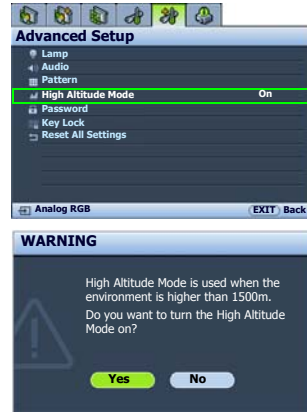 Advanced Setup
Lamp
Audio
Pattern
High Altitude Mode On
Password
Key Lock
Reset All Settings
Analog RGB EXIT Back
WARNING
High Altitude Mode is used when the
environment is higher than 1500m.
Do you want to turn the High Altitude
Mode on?
Yes No